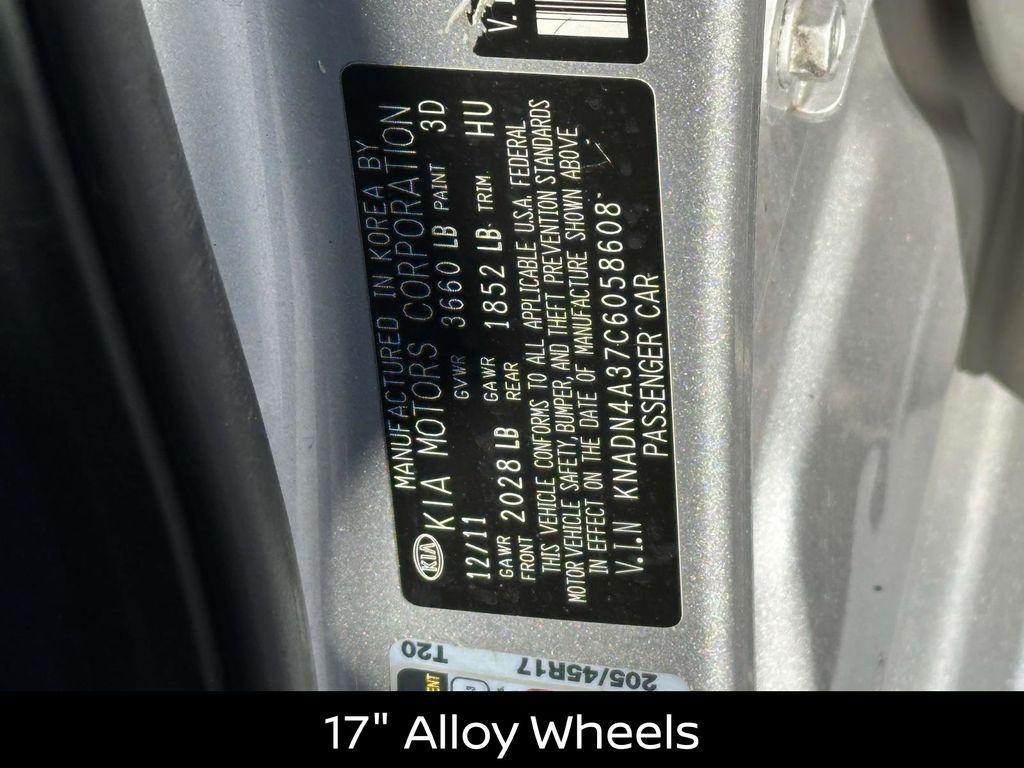 V.I
MANUFACTURED IN KOREA BY
KIA KIA MOTORS CORPORATION
12/11 GVWR 3660 LB PAINT 3D
GAWR FRONT 2028 LB GAWR REAR 1852 LB TRIM HU
THIS VEHICLE CONFORMS TO ALL APPLICABLE U.S.A. FEDERAL
MOTOR VEHICLE SAFETY, BUMPER, AND THEFT PREVENTION STANDARDS
IN EFFECT ON THE DATE OF MANUFACTURE SHOWN ABOVE
V.I.N KNADN4A37C6058608
PASSENGER CAR
T20
205/45R17
17" Alloy Wheels